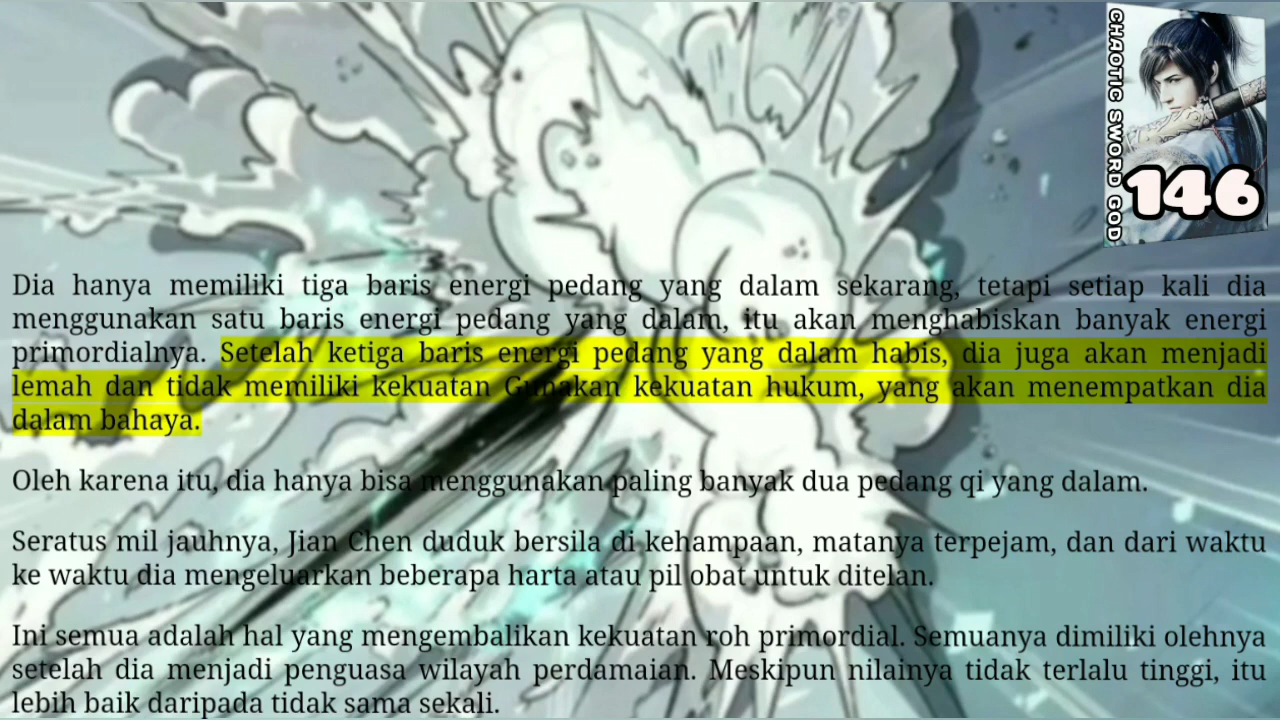 CHAOTIC SWORD GOD
146
Dia hanya memiliki tiga baris energi pedang yang dalam sekarang, tetapi setiap kali dia
menggunakan satu baris energi pedang yang dalam, itu akan menghabiskan banyak energi
primordialnya. Setelah ketiga baris energi pedang yang dalam habis, dia juga akan menjadi
lemah dan tidak memiliki kekuatan Gunakan kekuatan hukum, yang akan menempatkan dia
dalam bahaya.
Oleh karena itu, dia hanya bisa menggunakan paling banyak dua pedang qi yang dalam.
Seratus mil jauhnya, Jian Chen duduk bersila di kehampaan, matanya terpejam, dan dari waktu
ke waktu dia mengeluarkan beberapa harta atau pil obat untuk ditelan.
Ini semua adalah hal yang mengembalikan kekuatan roh primordial. Semuanya dimiliki olehnya
setelah dia menjadi penguasa wilayah perdamaian. Meskipun nilainya tidak terlalu tinggi, itu
lebih baik daripada tidak sama sekali.